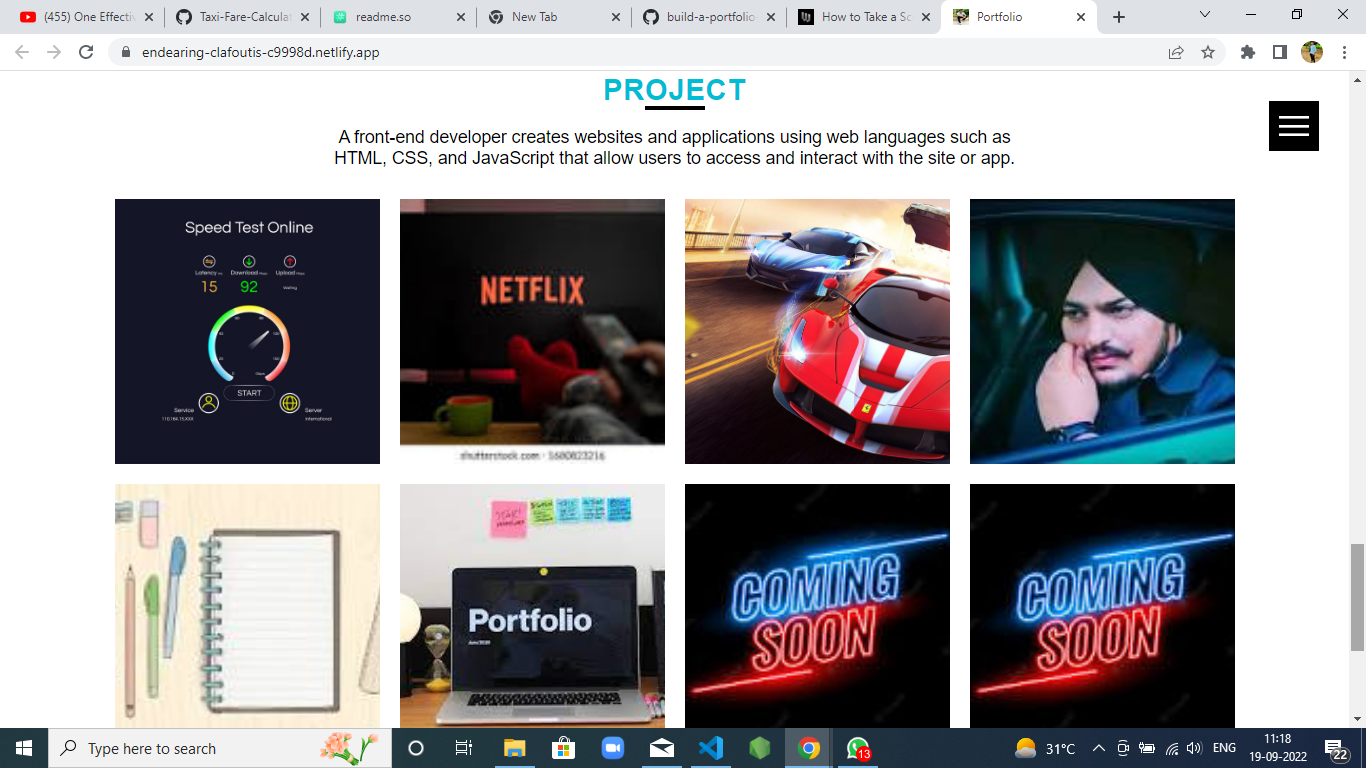 (455) One Effectiv
Taxi-Fare-Calculat
readme.so
New Tab
build-a-portfolio
How to Take a Sc
Portfolio
endearing-clafoutis-c9998d.netlify.app
PROJECT
A front-end developer creates websites and applications using web languages such as
HTML, CSS, and JavaScript that allow users to access and interact with the site or app.
Speed Test Online
Latency
Download
Upload
15
92
Waiting
START
Service
Server
International
NETFLIX
shutterstock.com · 1680823216
Portfolio
COMING
SOON
COMING
SOON
Type here to search
13
31°C
ENG
11:18
19-09-2022
22